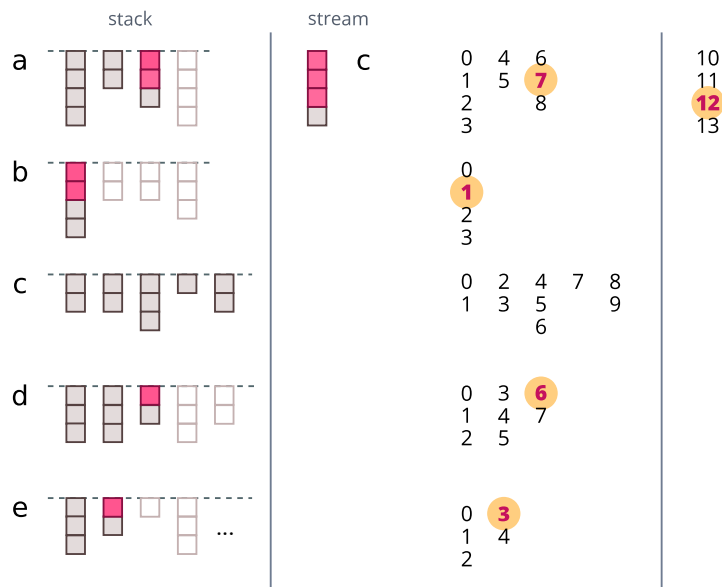 stack stream
a c 0 4 6 10
1 5 7 11
2 8 12
3 13
b 0
1
2
3
c 0 2 4 7 8
1 3 5 9
6
d 0 3 6
1 4 7
2 5
e 0 3
... 1 4
2